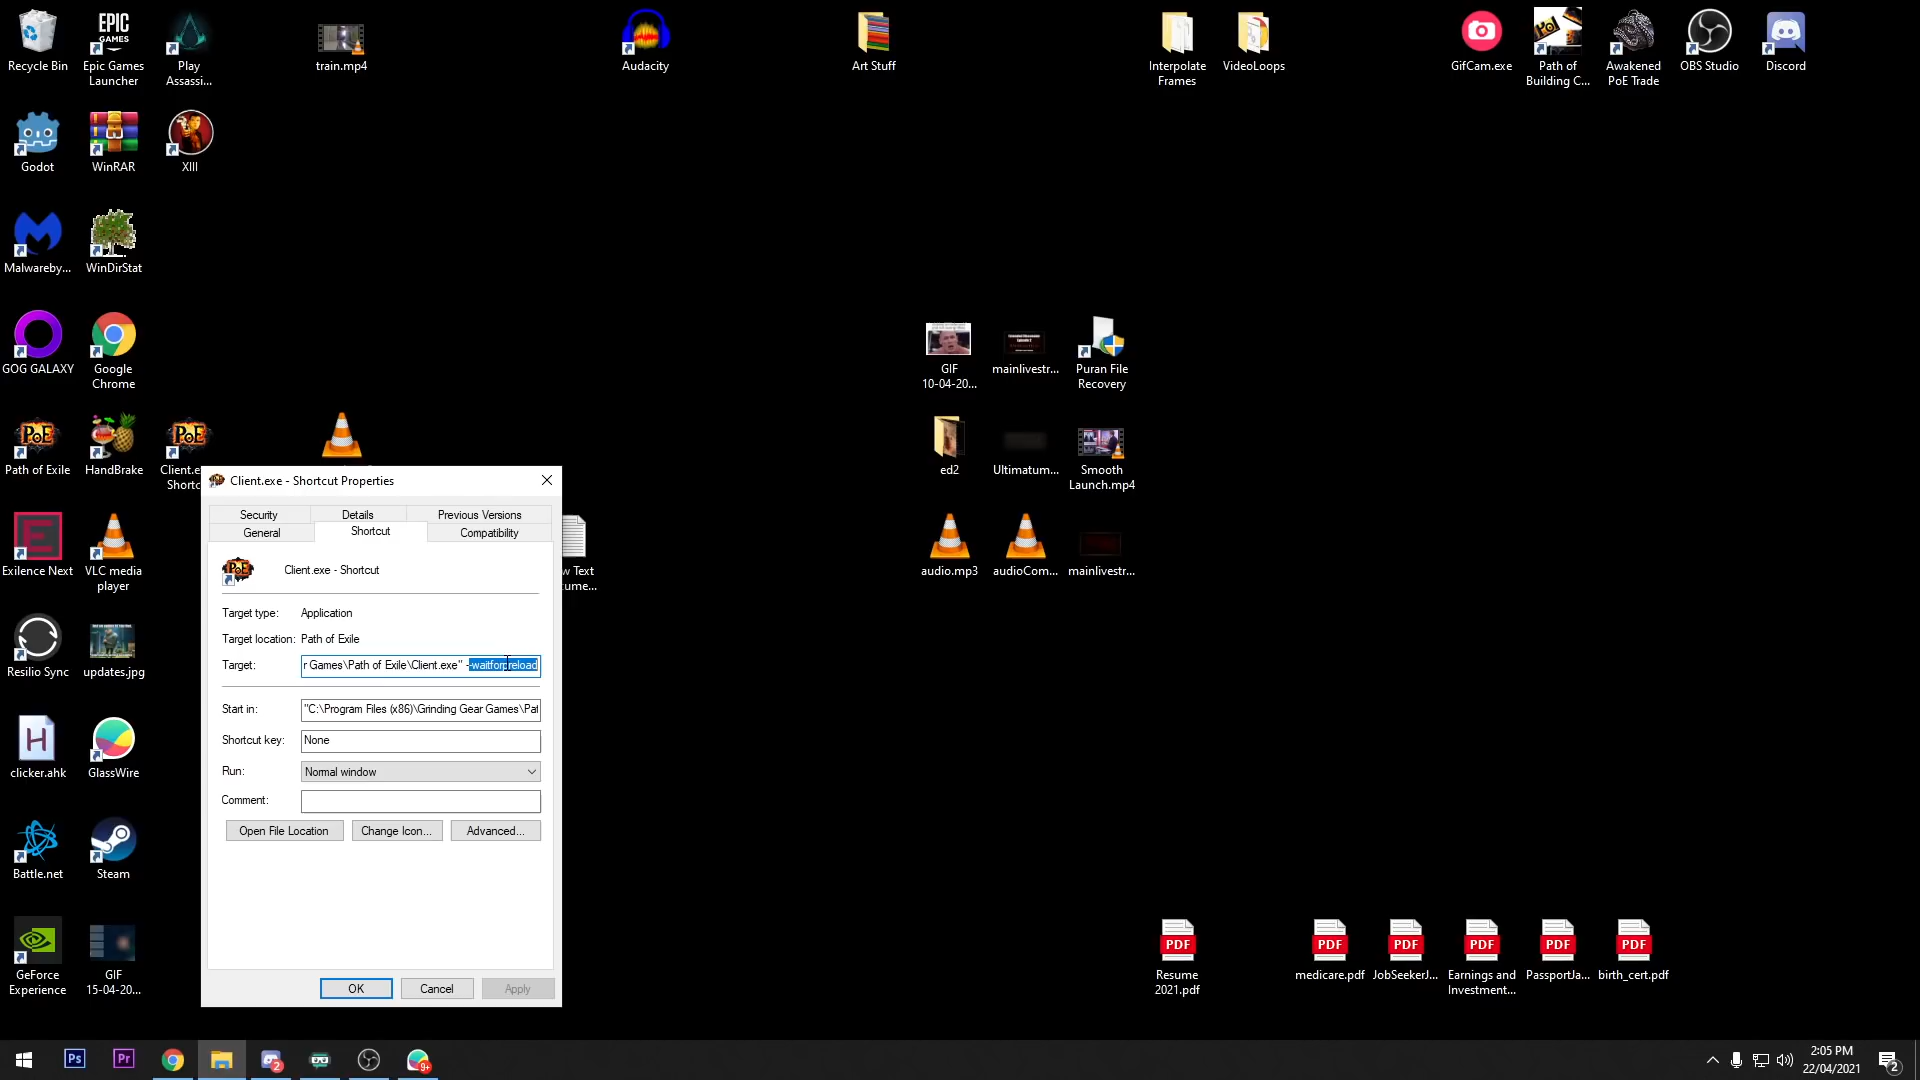 Recycle Bin
EPIC
GAMES
Epic Games
Launcher
Play
Assassi...
train.mp4
Audacity
Art Stuff
Interpolate
Frames
VideoLoops
GifCam.exe
Path of
Building C...
Awakened
PoE Trade
OBS Studio
Discord
Godot
WinRAR
XIII
Malwareby...
WinDirStat
GOG GALAXY
Google
Chrome
GIF
10-04-20...
mainlivestr...
Puran File
Recovery
PoE
Path of Exile
HandBrake
PoE
Client.e
Shortc
ed2
Ultimatum...
Smooth
Launch.mp4
Exilence Next
VLC media
player
w Text
cume...
audio.mp3
audioCom...
mainlivestr...
Resilio Sync
updates.jpg
H
clicker.ahk
GlassWire
Battle.net
Steam
GeForce
Experience
GIF
15-04-20...
Client.exe - Shortcut Properties
Security
Details
Previous Versions
General
Shortcut
Compatibility
PoE
Client.exe - Shortcut
Target type:
Application
Target location:
Path of Exile
Target:
r Games\Path of Exile\Client.exe" --waitforpreload
Start in:
"C:\Program Files (x86)\Grinding Gear Games\Pat
Shortcut key:
None
Run:
Normal window
Comment:
Open File Location
Change Icon...
Advanced...
OK
Cancel
Apply
PDF
Resume
2021.pdf
PDF
medicare.pdf
PDF
JobSeekerJ...
PDF
Earnings and
Investment...
PDF
PassportJa...
PDF
birth_cert.pdf
Ps
Pr
2
9+
2:05 PM
22/04/2021
2